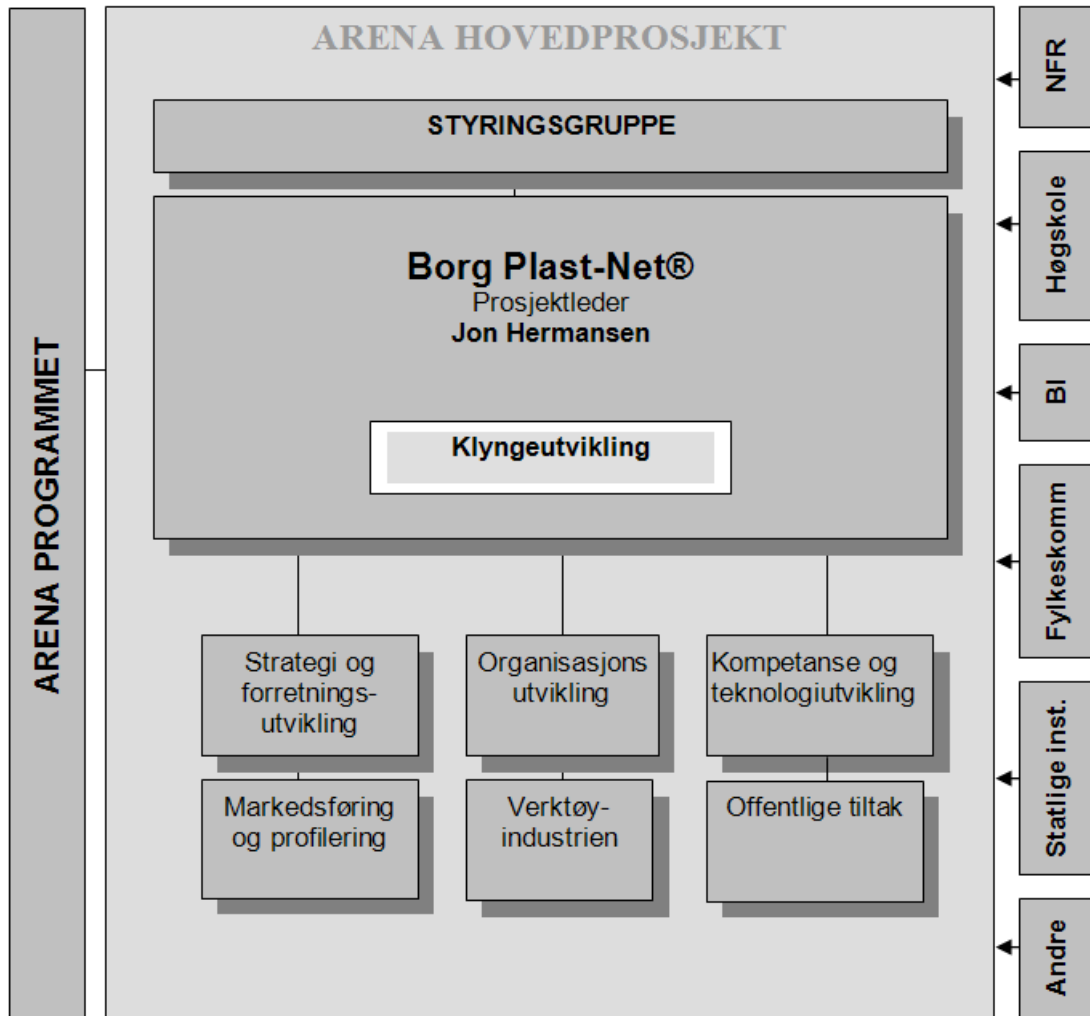 ARENA HOVEDPROSJEKT
ARENA PROGRAMMET
STYRINGSGRUPPE
Borg Plast-Net®
Prosjektleder
Jon Hermansen
Klyngeutvikling
Strategi og
forretnings-
utvikling
Organisasjons
utvikling
Kompetanse og
teknologiutvikling
Markedsføring
og profilering
Verktøy-
industrien
Offentlige tiltak
NFR
Høgskole
BI
Fylkeskomm
Statlige inst.
Andre